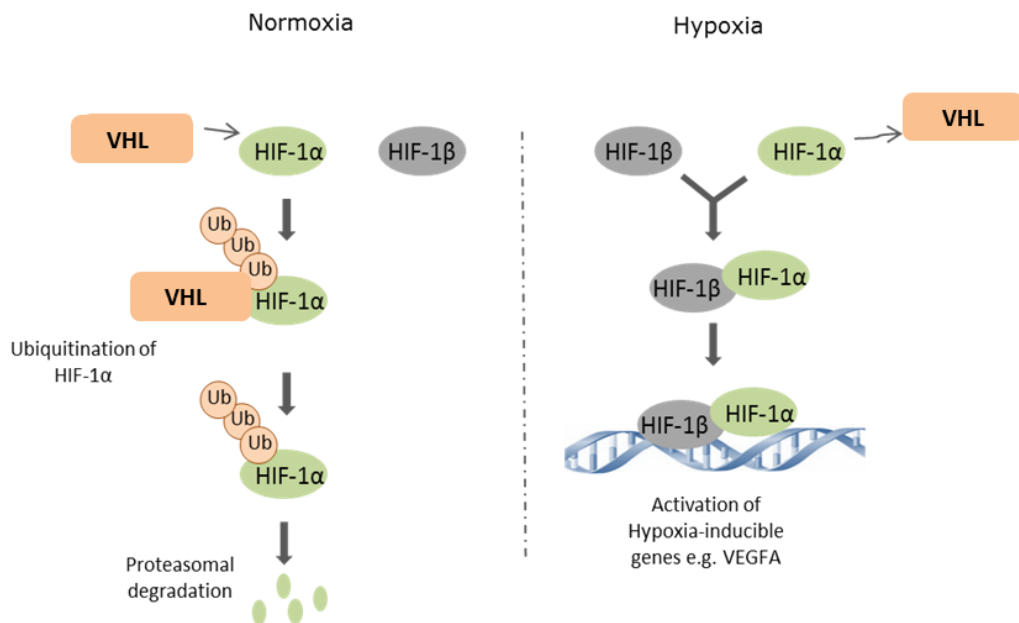 Normoxia
VHL
HIF-1α
HIF-1β
Ub
Ub
Ub
VHL
HIF-1α
Ubiquitination of
HIF-1α
Ub
Ub
Ub
HIF-1α
Proteasomal
degradation
Hypoxia
VHL
HIF-1β
HIF-1α
HIF-1β
HIF-1α
HIF-1β
HIF-1α
Activation of
Hypoxia-inducible
genes e.g. VEGFA